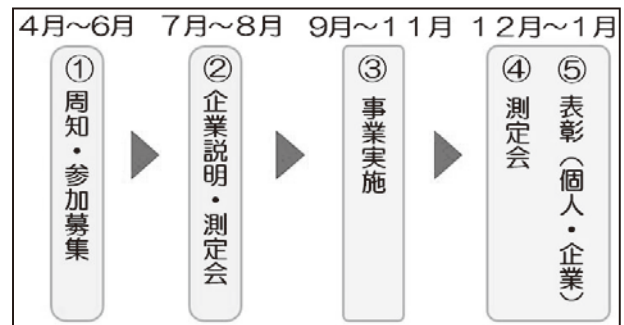 4月～6月
7月～8月
9月～11月
12月～1月
①周知・参加募集
②企業説明・測定会
③事業実施
④測定会
⑤表彰（個人・企業）